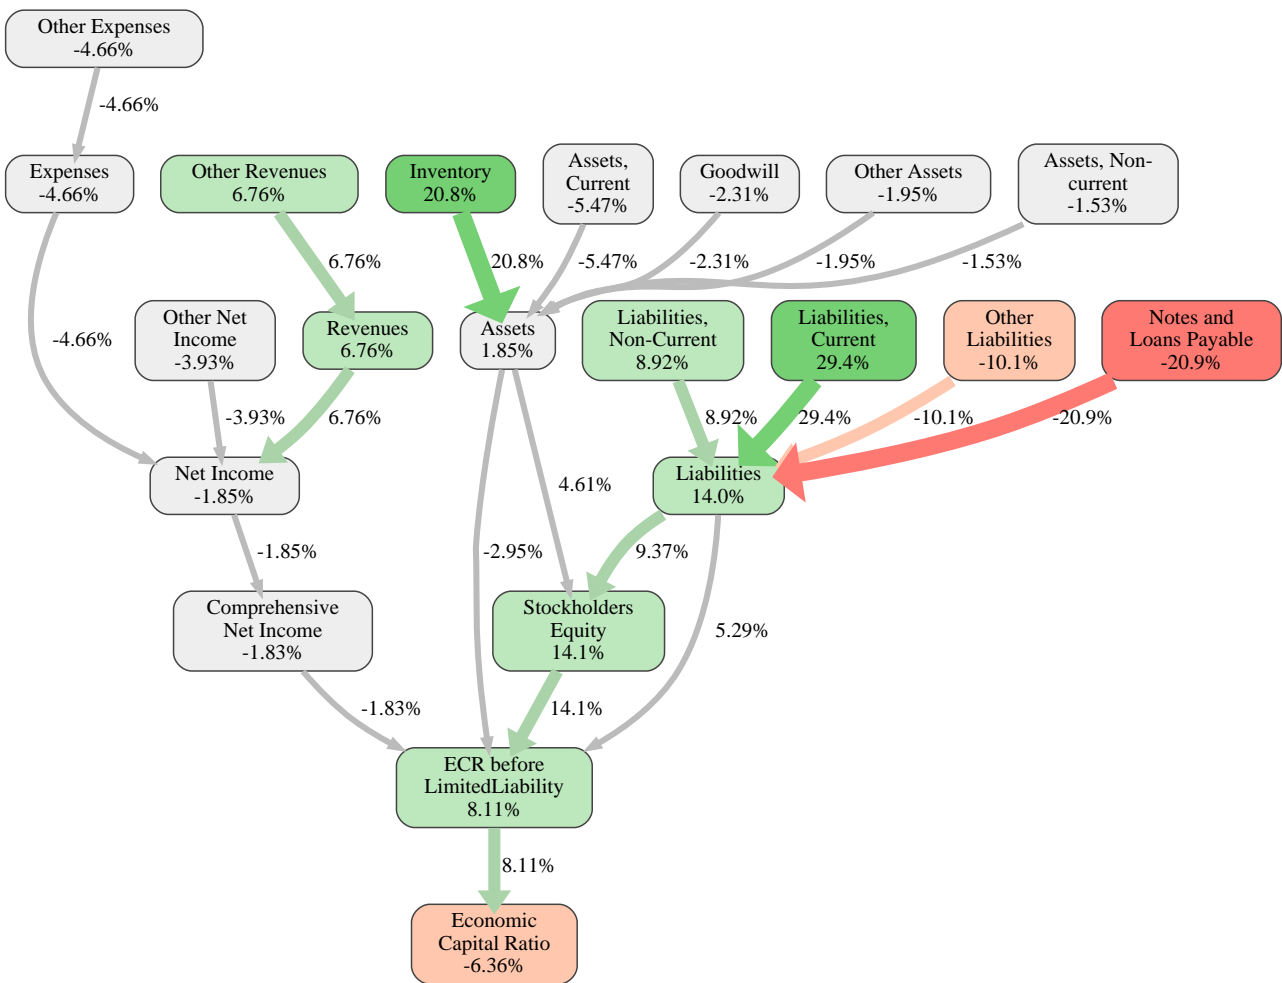 Other Expenses
-4.66%
-4.66%
Expenses
-4.66%
Other Revenues
6.76%
Inventory
20.8%
Assets,
Current
-5.47%
Goodwill
-2.31%
Other Assets
-1.95%
Assets, Non-
current
-1.53%
6.76%
20.8%
-5.47%
-2.31%
-1.95%
-1.53%
-4.66%
Other Net
Income
-3.93%
Revenues
6.76%
Assets
1.85%
Liabilities,
Non-Current
8.92%
Liabilities,
Current
29.4%
Other
Liabilities
-10.1%
Notes and
Loans Payable
-20.9%
-3.93%
6.76%
8.92%
29.4%
-10.1%
-20.9%
Net Income
-1.85%
4.61%
Liabilities
14.0%
-1.85%
-2.95%
9.37%
Comprehensive
Net Income
-1.83%
Stockholders
Equity
14.1%
5.29%
-1.83%
14.1%
ECR before
LimitedLiability
8.11%
8.11%
Economic
Capital Ratio
-6.36%